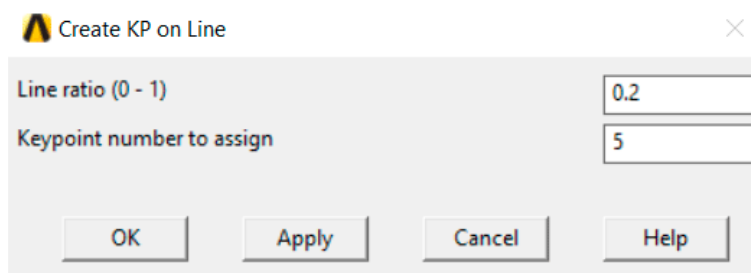 Create KP on Line
Line ratio (0 - 1)
0.2
Keypoint number to assign
5
OK
Apply
Cancel
Help